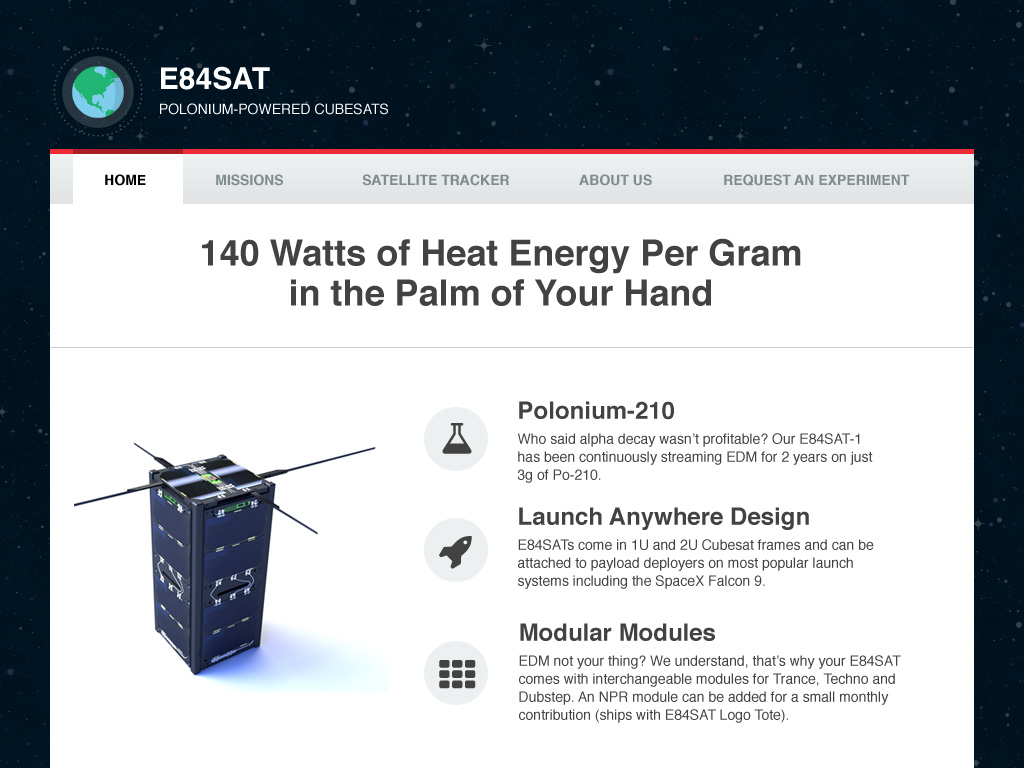 E84SAT
POLONIUM-POWERED CUBESATS
HOME
MISSIONS
SATELLITE TRACKER
ABOUT US
REQUEST AN EXPERIMENT
140 Watts of Heat Energy Per Gram
in the Palm of Your Hand
Polonium-210
Who said alpha decay wasn't profitable? Our E84SAT-1
has been continuously streaming EDM for 2 years on just
3g of Po-210.
Launch Anywhere Design
E84SATs come in 1U and 2U Cubesat frames and can be
attached to payload deployers on most popular launch
systems including the SpaceX Falcon 9.
Modular Modules
EDM not your thing? We understand, that's why your E84SAT
comes with interchangeable modules for Trance, Techno and
Dubstep. An NPR module can be added for a small monthly
contribution (ships with E84SAT Logo Tote).